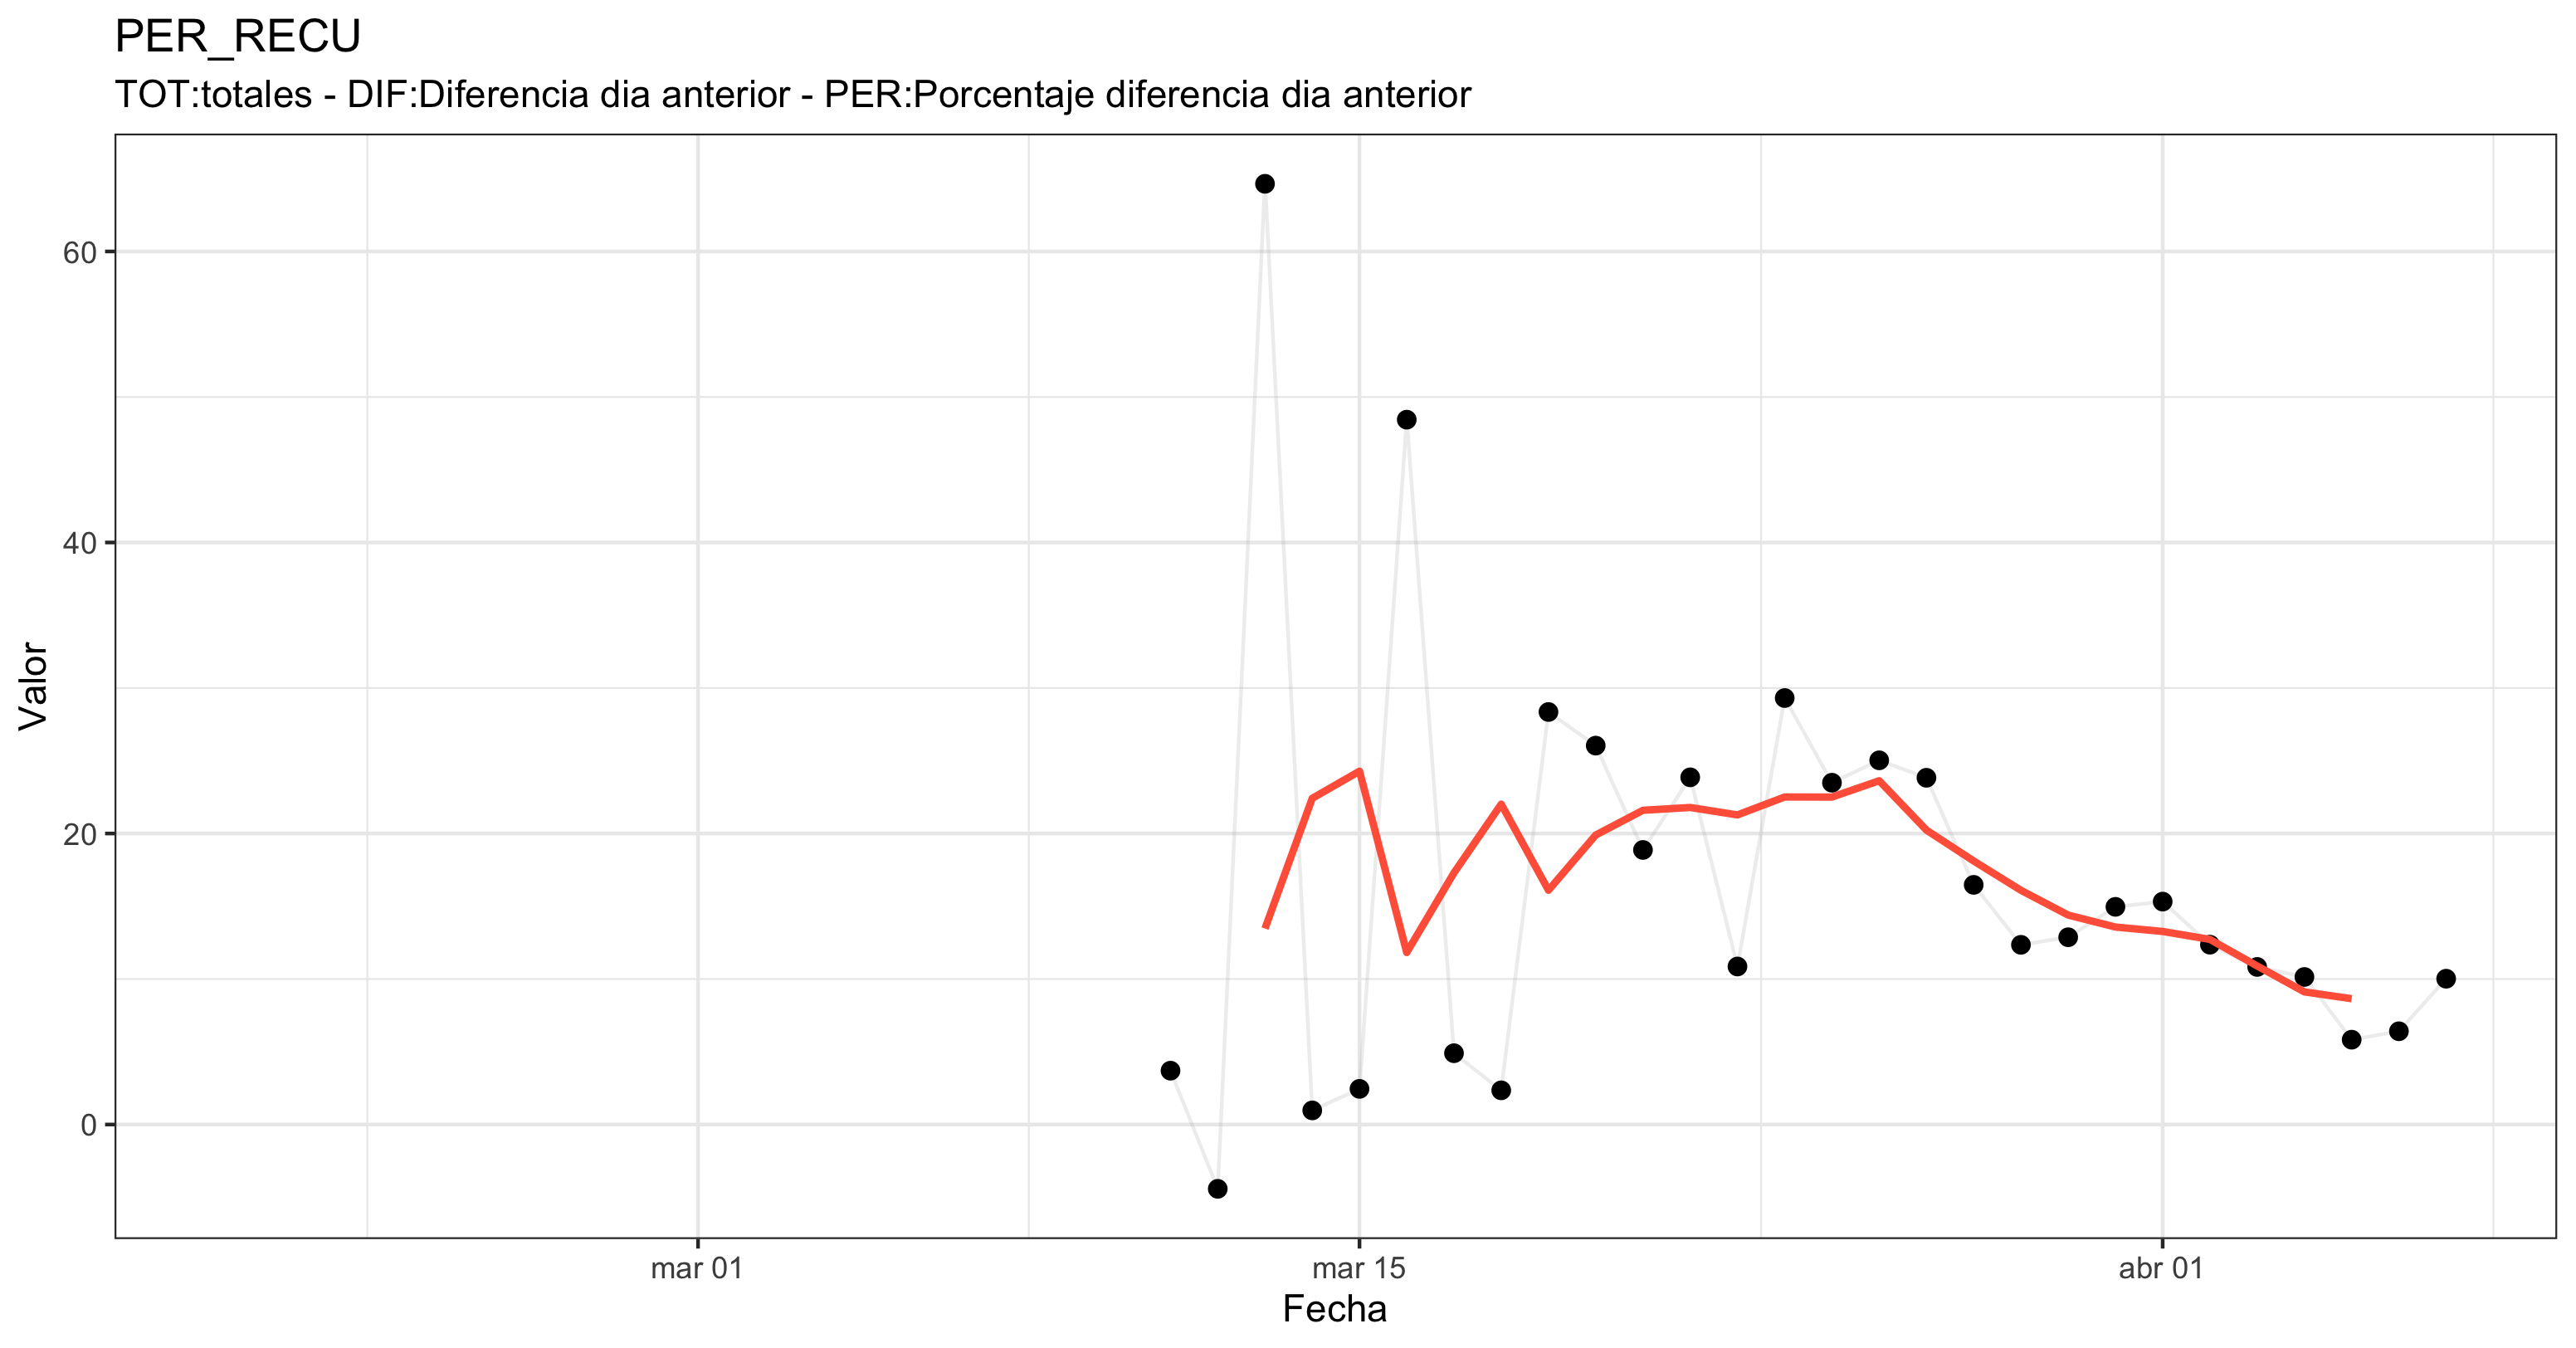 PER_RECU
TOT:totales - DIF:Diferencia dia anterior - PER:Porcentaje diferencia dia anterior
Valor
60
40
20
0
mar 01
mar 15
abr 01
Fecha